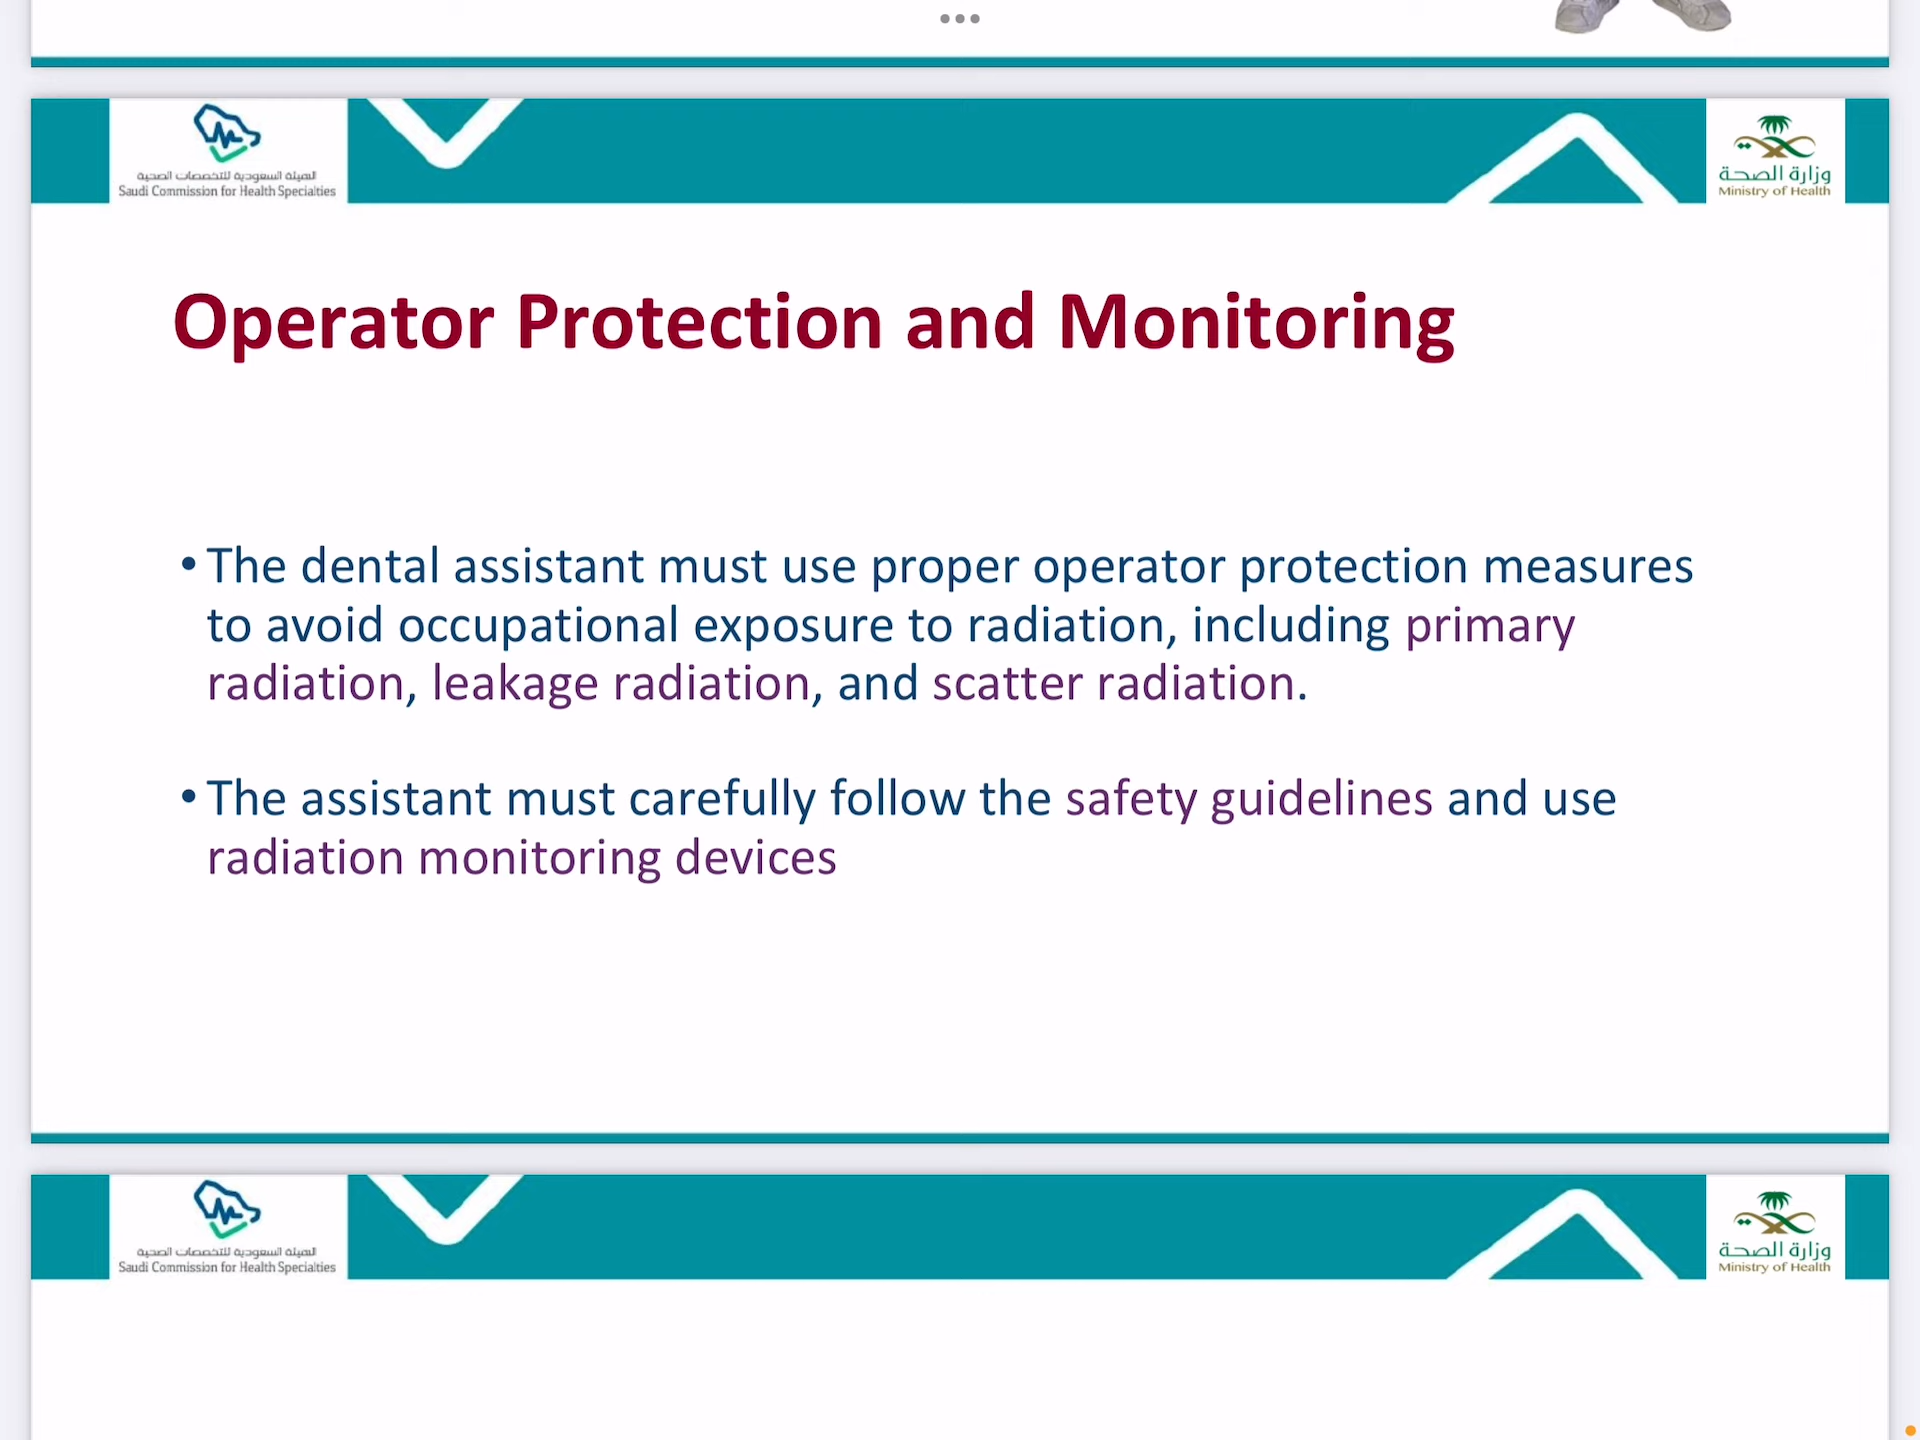 الهيئة السعودية للتخصصات الصحية
Saudi Commission for Health Specialties
وزارة الصحة
Ministry of Health
Operator Protection and Monitoring
• The dental assistant must use proper operator protection measures
to avoid occupational exposure to radiation, including primary
radiation, leakage radiation, and scatter radiation.
• The assistant must carefully follow the safety guidelines and use
radiation monitoring devices
الهيئة السعودية للتخصصات الصحية
Saudi Commission for Health Specialties
وزارة الصحة
Ministry of Health